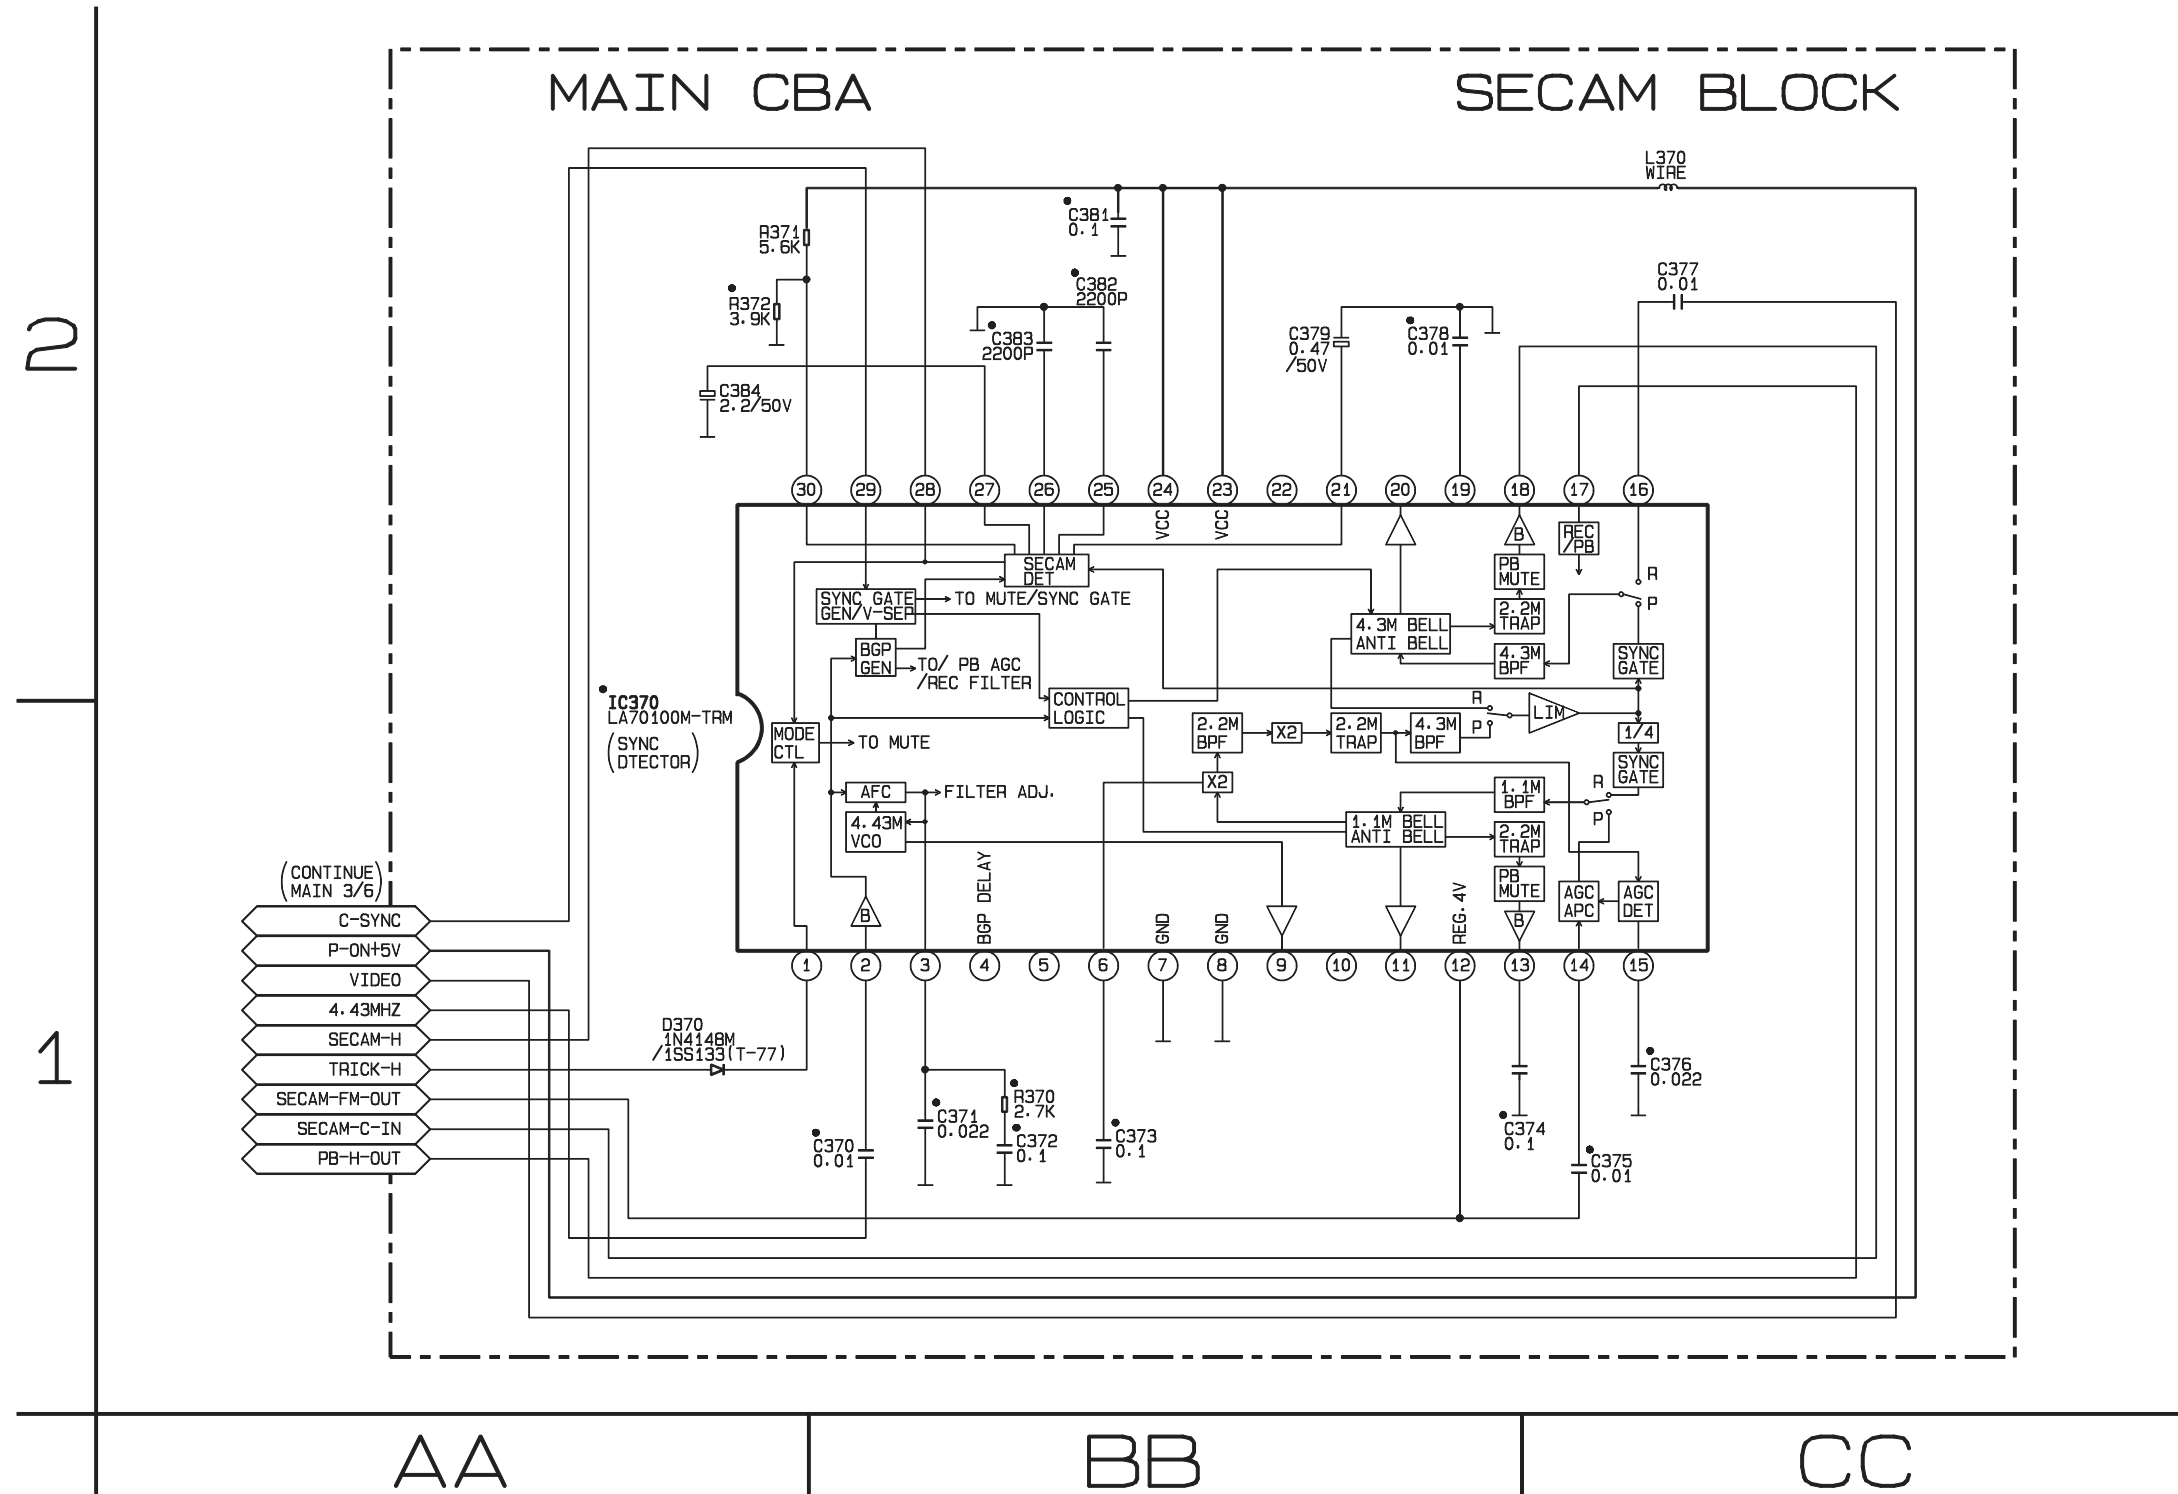 MAIN CBA
SECAM BLOCK
L370
WIRE
C381
0.1
R371
5.6K
C377
0.01
C382
2200P
R372
3.9K
C383
2200P
C379
0.47
/50V
C378
0.01
C384
2.2/50V
2
30 29 28 27 26 25 24 23 22 21 20 19 18 17 16
VCC
VCC
B
REC
/PB
SECAM
DET
PB
MUTE
R
P
SYNC GATE
GEN/V-SEP
TO MUTE/SYNC GATE
2.2M
TRAP
4.3M BELL
ANTI BELL
BGP
GEN
TO/ PB AGC
/REC FILTER
4.3M
BPF
SYNC
GATE
IC370
LA70100M-TRM
(SYNC
DTECTOR)
CONTROL
LOGIC
R
P
LIM
2.2M
BPF
X2
2.2M
TRAP
4.3M
BPF
1/4
MODE
CTL
TO MUTE
SYNC
GATE
X2
R
P
AFC
FILTER ADJ.
1.1M
BPF
4.43M
VCO
1.1M BELL
ANTI BELL
2.2M
TRAP
PB
MUTE
AGC
APC
AGC
DET
B
BGP DELAY
GND
GND
REG.4V
B
1 2 3 4 5 6 7 8 9 10 11 12 13 14 15
(CONTINUE
MAIN 3/6)
C-SYNC
P-ON+5V
VIDEO
4.43MHZ
SECAM-H
TRICK-H
SECAM-FM-OUT
SECAM-C-IN
PB-H-OUT
1
D370
1N4148M
/1SS133(T-77)
C370
0.01
C371
0.022
R370
2.7K
C372
0.1
C373
0.1
C374
0.1
C375
0.01
C376
0.022
AA
BB
CC